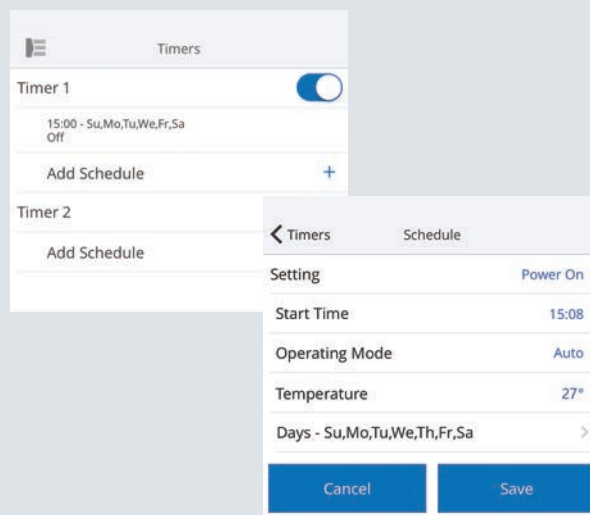 Timers
Timer 1
15:00 - Su,Mo,Tu,We,Fr,Sa
Off
Add Schedule +
Timer 2
Add Schedule
Timers Schedule
Setting Power On
Start Time 15:08
Operating Mode Auto
Temperature 27°
Days - Su,Mo,Tu,We,Th,Fr,Sa
Cancel Save